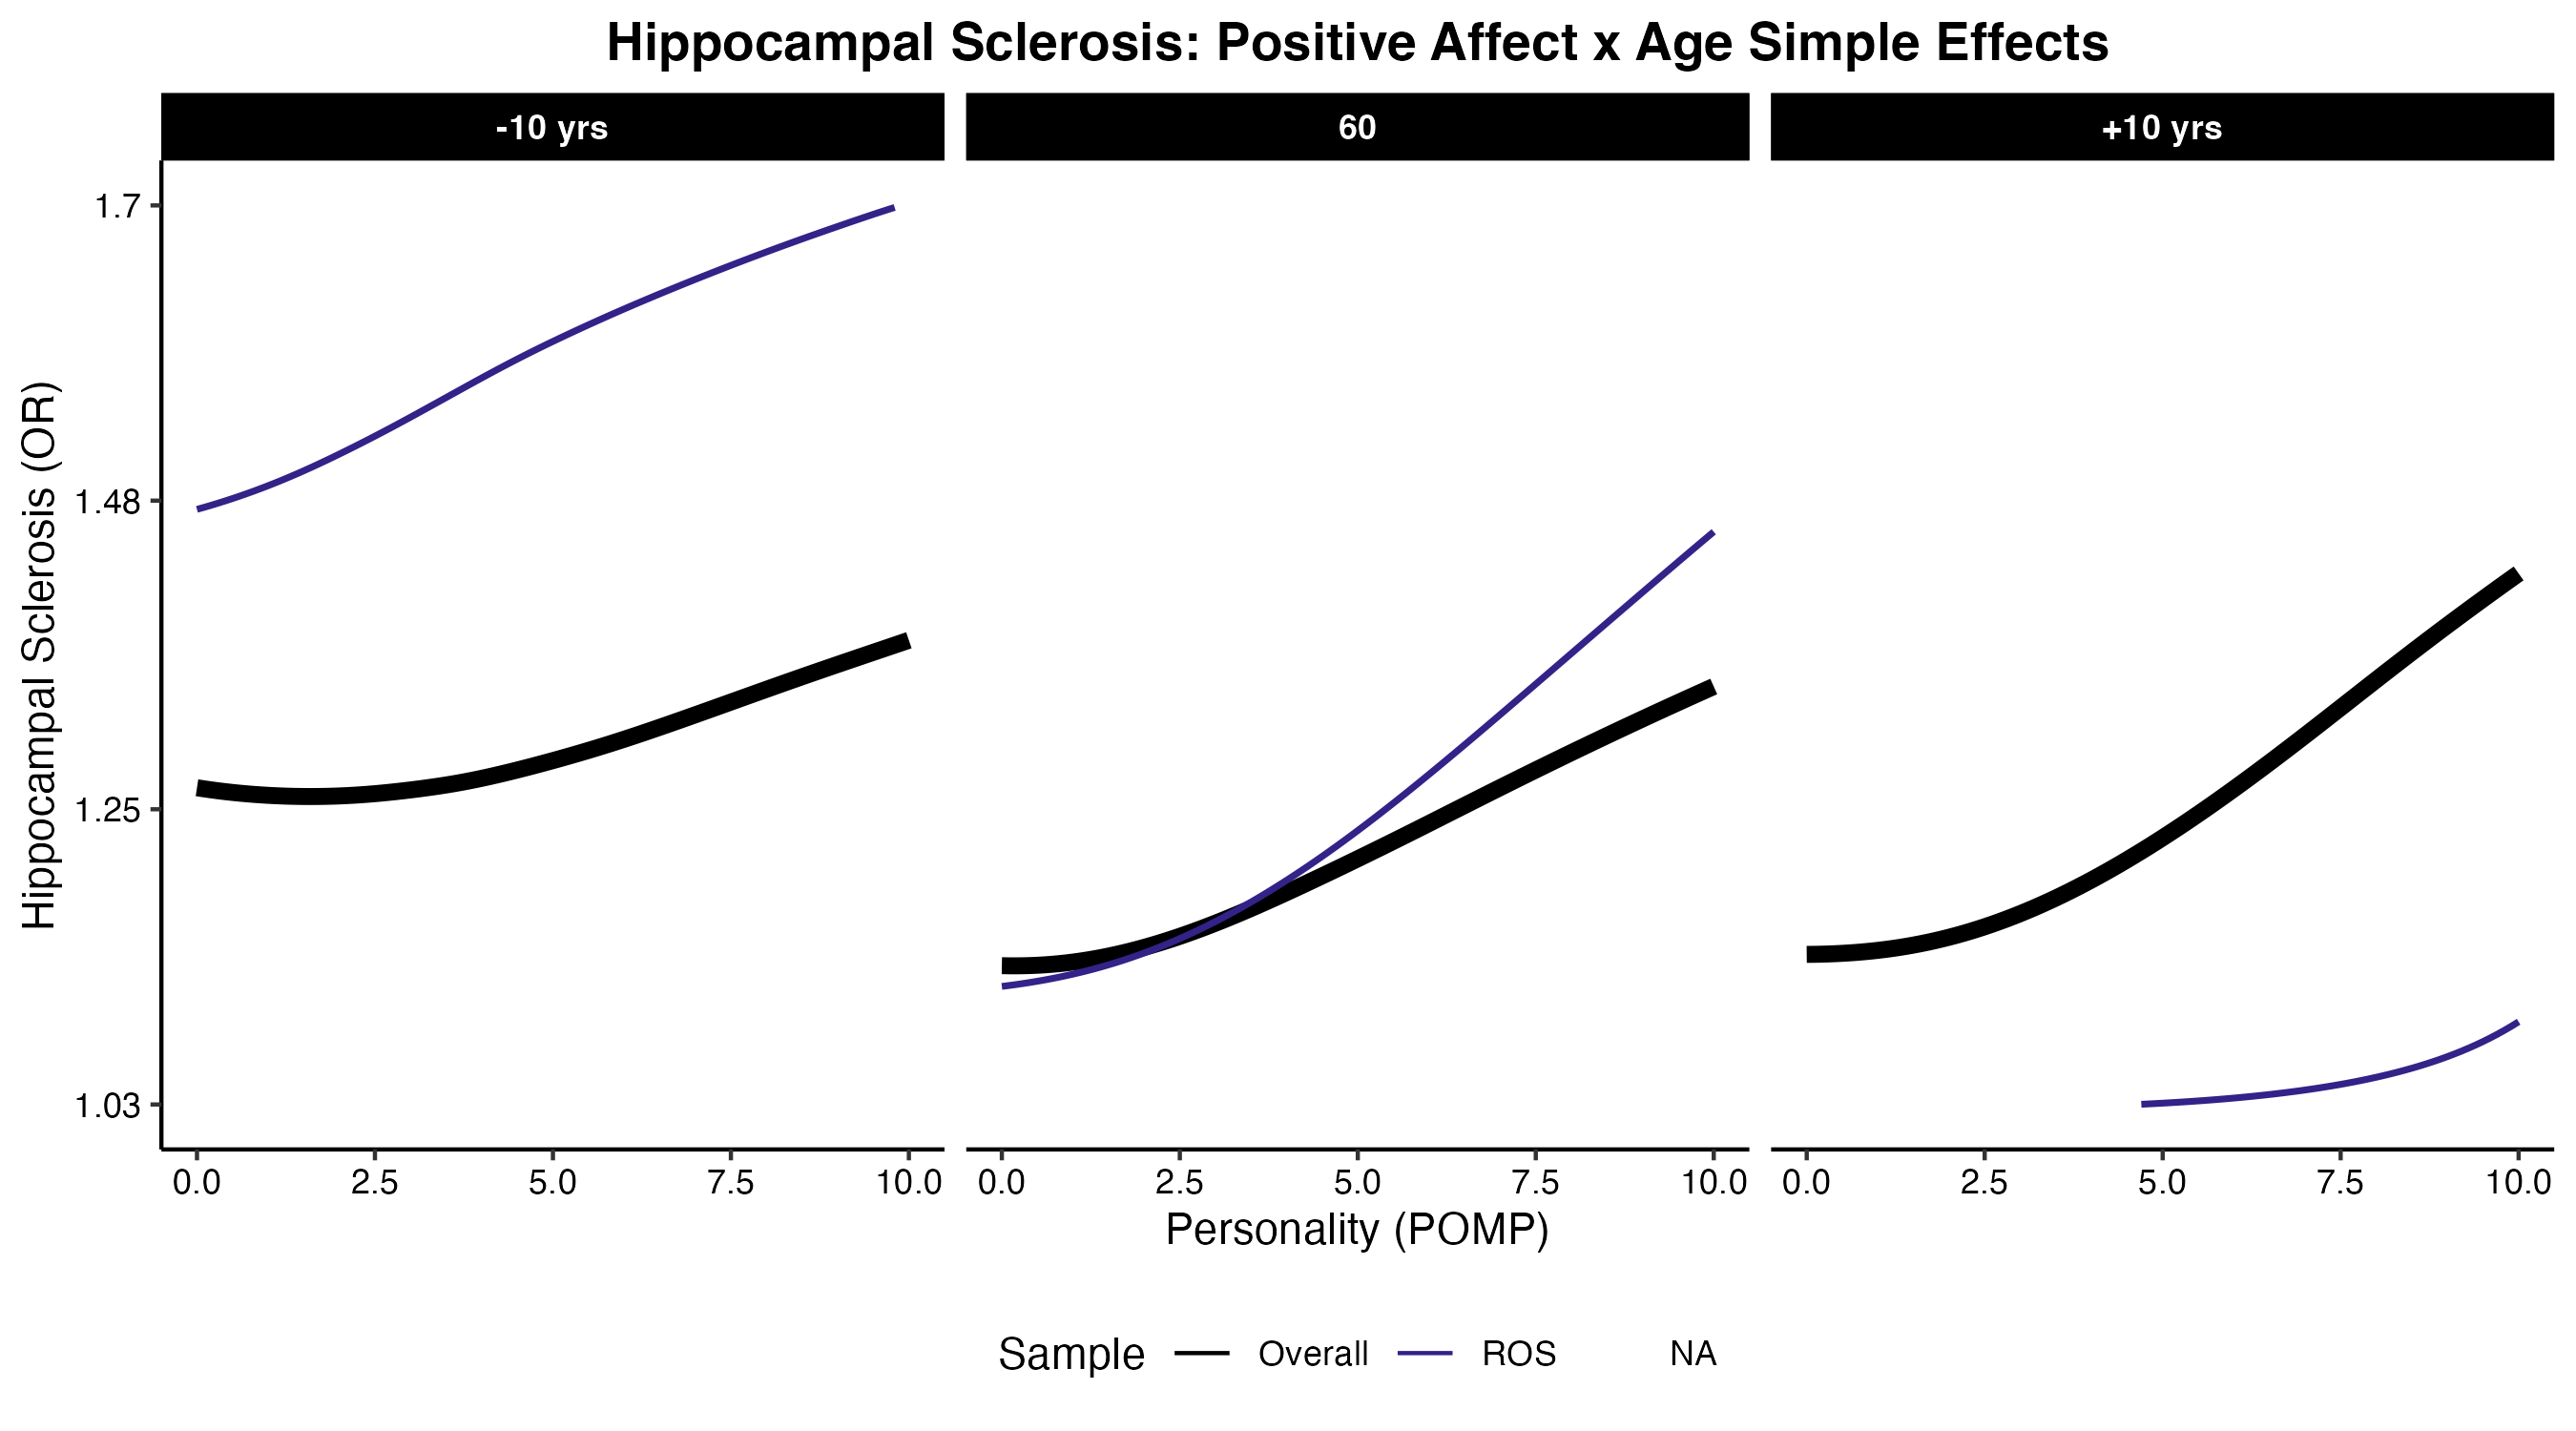 Hippocampal Sclerosis: Positive Affect x Age Simple Effects
-10 yrs
60
+10 yrs
Hippocampal Sclerosis (OR)
1.7
1.48
1.25
1.03
0.0 2.5 5.0 7.5 10.0
0.0 2.5 5.0 7.5 10.0
0.0 2.5 5.0 7.5 10.0
Personality (POMP)
Sample Overall ROS NA